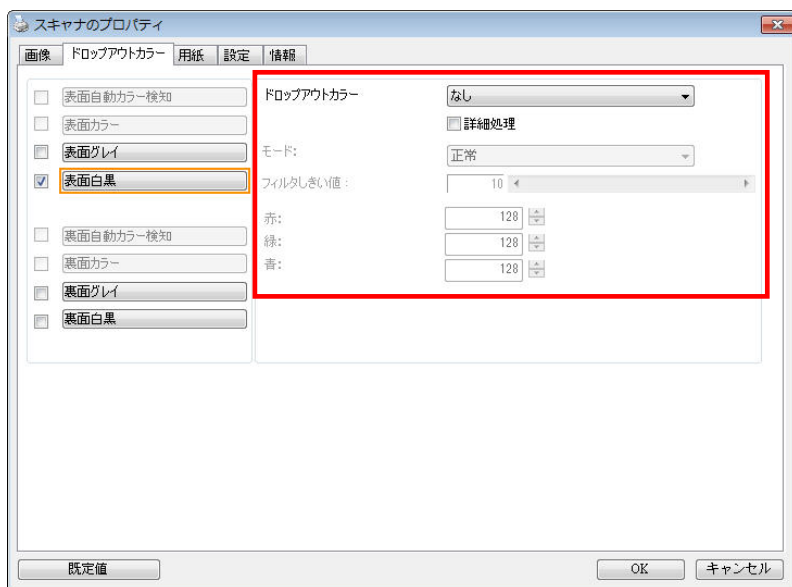 スキャナのプロパティ
画像 ドロップアウトカラー 用紙 設定 情報
表面自動カラー検知
表面カラー
表面グレイ
表面白黒
裏面自動カラー検知
裏面カラー
裏面グレイ
裏面白黒
ドロップアウトカラー なし
詳細処理
モード: 正常
フィルタしきい値: 10
赤: 128
緑: 128
青: 128
既定値 OK キャンセル